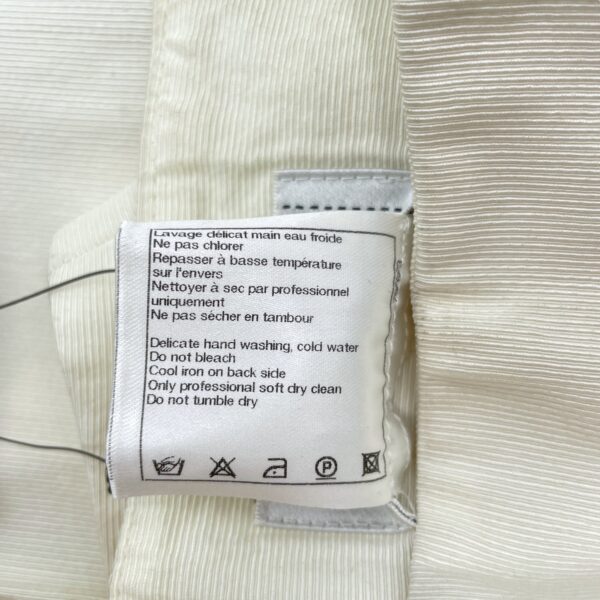 Lavage délicat main eau froide
Ne pas chlorer
Repasser à basse température
sur l'envers
Nettoyer à sec par professionnel
uniquement
Ne pas sécher en tambour
Delicate hand washing, cold water
Do not bleach
Cool iron on back side
Only professional soft dry clean
Do not tumble dry
P